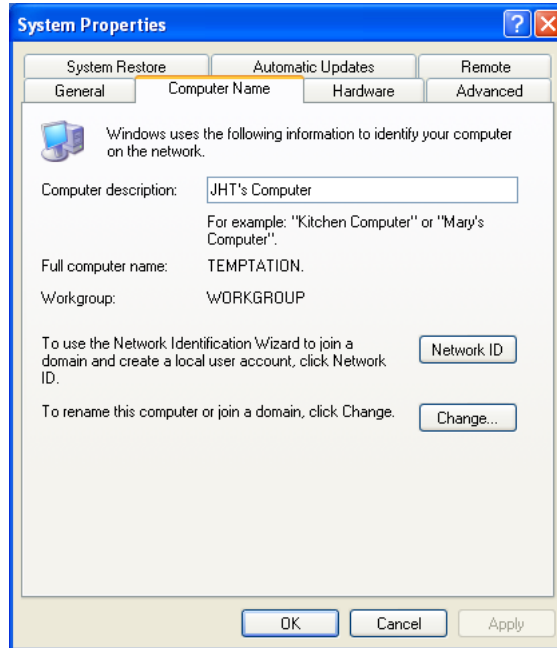 System Properties
System Restore Automatic Updates Remote
General Computer Name Hardware Advanced
Windows uses the following information to identify your computer
on the network.
Computer description: JHT's Computer
For example: "Kitchen Computer" or "Mary's
Computer".
Full computer name: TEMPTATION.
Workgroup: WORKGROUP
To use the Network Identification Wizard to join a
domain and create a local user account, click Network
ID.
Network ID
To rename this computer or join a domain, click Change.
Change...
OK Cancel Apply